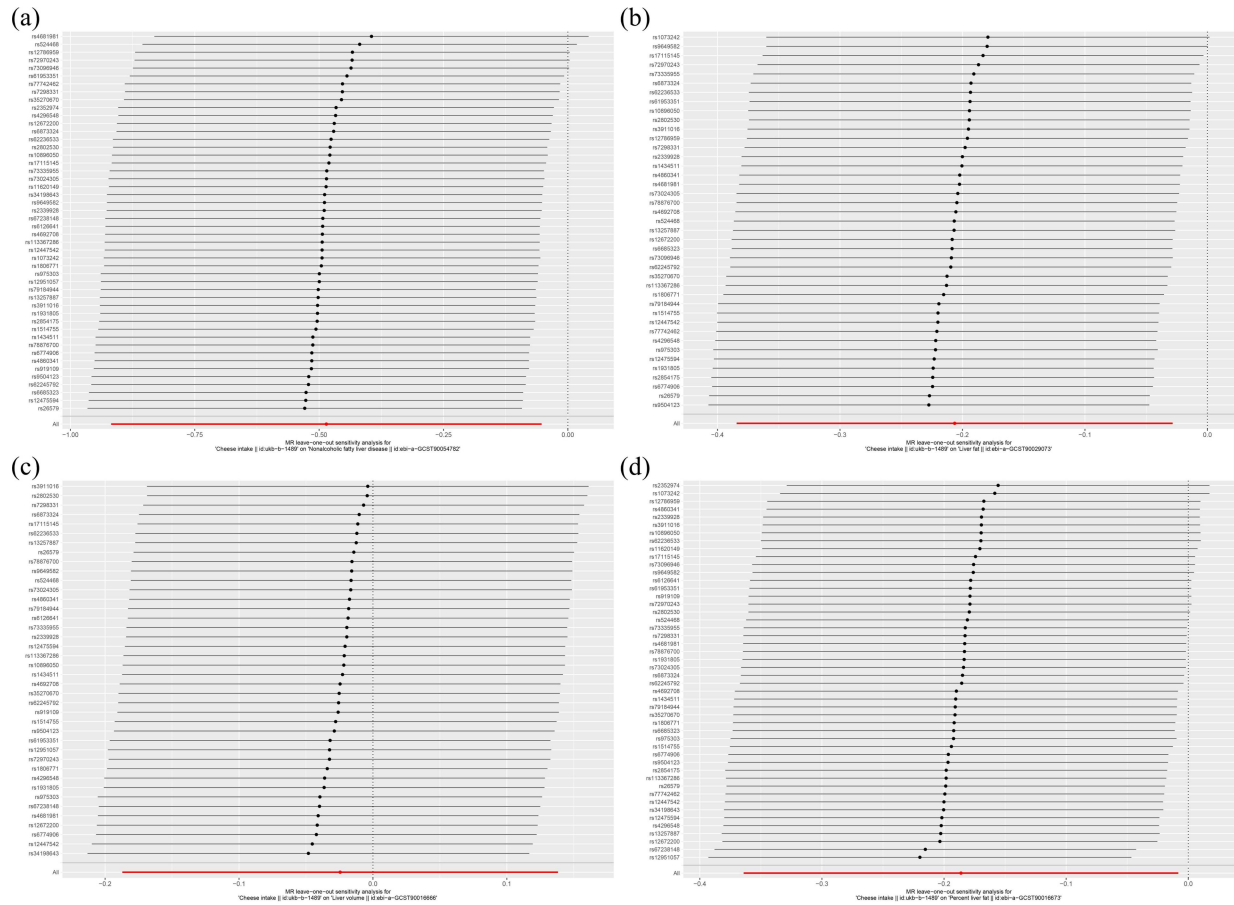 (a)
rs4681981
rs524468
rs12786959
rs72970243
rs73096946
rs61953351
rs77742462
rs7298331
rs35270670
rs2352974
rs4296548
rs12672200
rs6873324
rs62236533
rs2802530
rs10896050
rs17115145
rs73335955
rs73024305
rs11620149
rs34198643
rs9649582
rs2339928
rs67238148
rs6126641
rs4692708
rs113367286
rs12447542
rs1073242
rs1806771
rs975303
rs12951057
rs79184944
rs13257887
rs3911016
rs1931805
rs2854175
rs1514755
rs1434511
rs78876700
rs6774906
rs4860341
rs919109
rs9504123
rs62245792
rs6685323
rs12475594
rs26579
All
−1.00 −0.75 −0.50 −0.25 0.00
MR leave−one−out sensitivity analysis for
'Cheese intake || id:ukb−b−1489' on 'Nonalcoholic fatty liver disease || id:ebi−a−GCST90054782'
(b)
rs1073242
rs9649582
rs17115145
rs72970243
rs73335955
rs6873324
rs62236533
rs61953351
rs10896050
rs2802530
rs3911016
rs12786959
rs7298331
rs2339928
rs1434511
rs4860341
rs4681981
rs73024305
rs78876700
rs4692708
rs524468
rs13257887
rs12672200
rs6685323
rs73096946
rs62245792
rs35270670
rs113367286
rs1806771
rs79184944
rs1514755
rs12447542
rs77742462
rs4296548
rs975303
rs12475594
rs1931805
rs2854175
rs6774906
rs26579
rs9504123
All
−0.4 −0.3 −0.2 −0.1 0.0
MR leave−one−out sensitivity analysis for
'Cheese intake || id:ukb−b−1489' on 'Liver fat || id:ebi−a−GCST90029073'
(c)
rs3911016
rs2802530
rs7298331
rs6873324
rs17115145
rs62236533
rs13257887
rs26579
rs78876700
rs9649582
rs524468
rs73024305
rs4860341
rs79184944
rs6126641
rs73335955
rs2339928
rs12475594
rs113367286
rs10896050
rs1434511
rs4692708
rs35270670
rs62245792
rs919109
rs1514755
rs9504123
rs61953351
rs12951057
rs72970243
rs1806771
rs4296548
rs1931805
rs975303
rs67238148
rs4681981
rs12672200
rs6774906
rs12447542
rs34198643
All
−0.2 −0.1 0.0 0.1
MR leave−one−out sensitivity analysis for
'Cheese intake || id:ukb−b−1489' on 'Liver volume || id:ebi−a−GCST90016666'
(d)
rs2352974
rs1073242
rs12786959
rs4860341
rs2339928
rs3911016
rs10896050
rs62236533
rs11620149
rs17115145
rs73096946
rs9649582
rs6126641
rs61953351
rs919109
rs72970243
rs2802530
rs524468
rs73335955
rs7298331
rs4681981
rs78876700
rs1931805
rs73024305
rs6873324
rs62245792
rs4692708
rs1434511
rs79184944
rs35270670
rs1806771
rs6685323
rs975303
rs1514755
rs6774906
rs9504123
rs2854175
rs113367286
rs26579
rs77742462
rs12447542
rs34198643
rs12475594
rs4296548
rs13257887
rs12672200
rs67238148
rs12951057
All
−0.4 −0.3 −0.2 −0.1 0.0
MR leave−one−out sensitivity analysis for
'Cheese intake || id:ukb−b−1489' on 'Percent liver fat || id:ebi−a−GCST90016673'